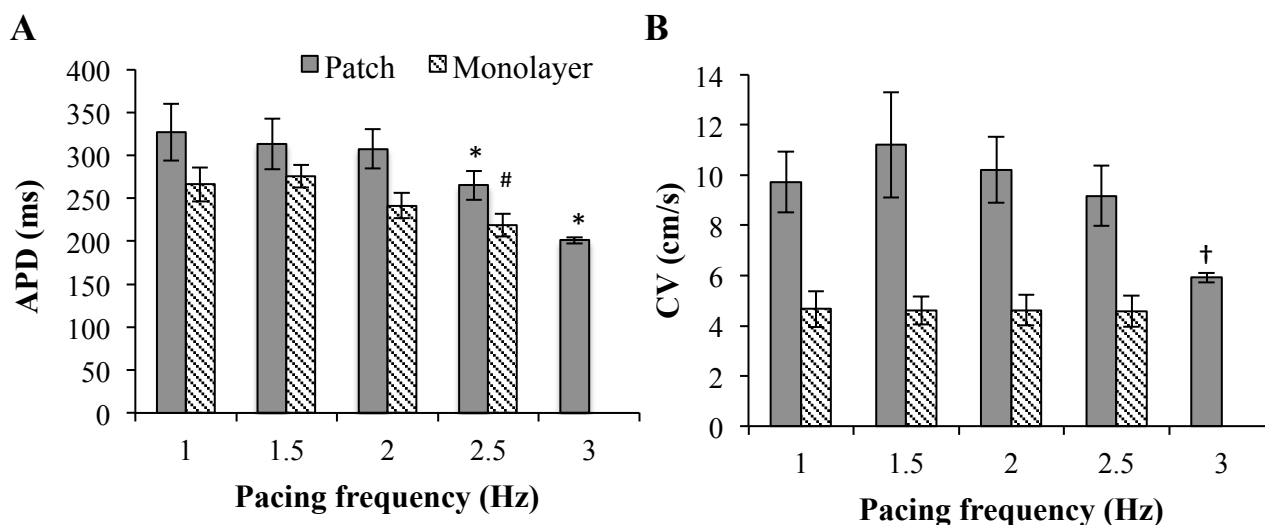 A
Patch Monolayer
400
350
300
250
200
150
100
50
0
APD (ms)
* # *
1 1.5 2 2.5 3
Pacing frequency (Hz)
B
14
12
10
8
6
4
2
0
CV (cm/s)
†
1 1.5 2 2.5 3
Pacing frequency (Hz)